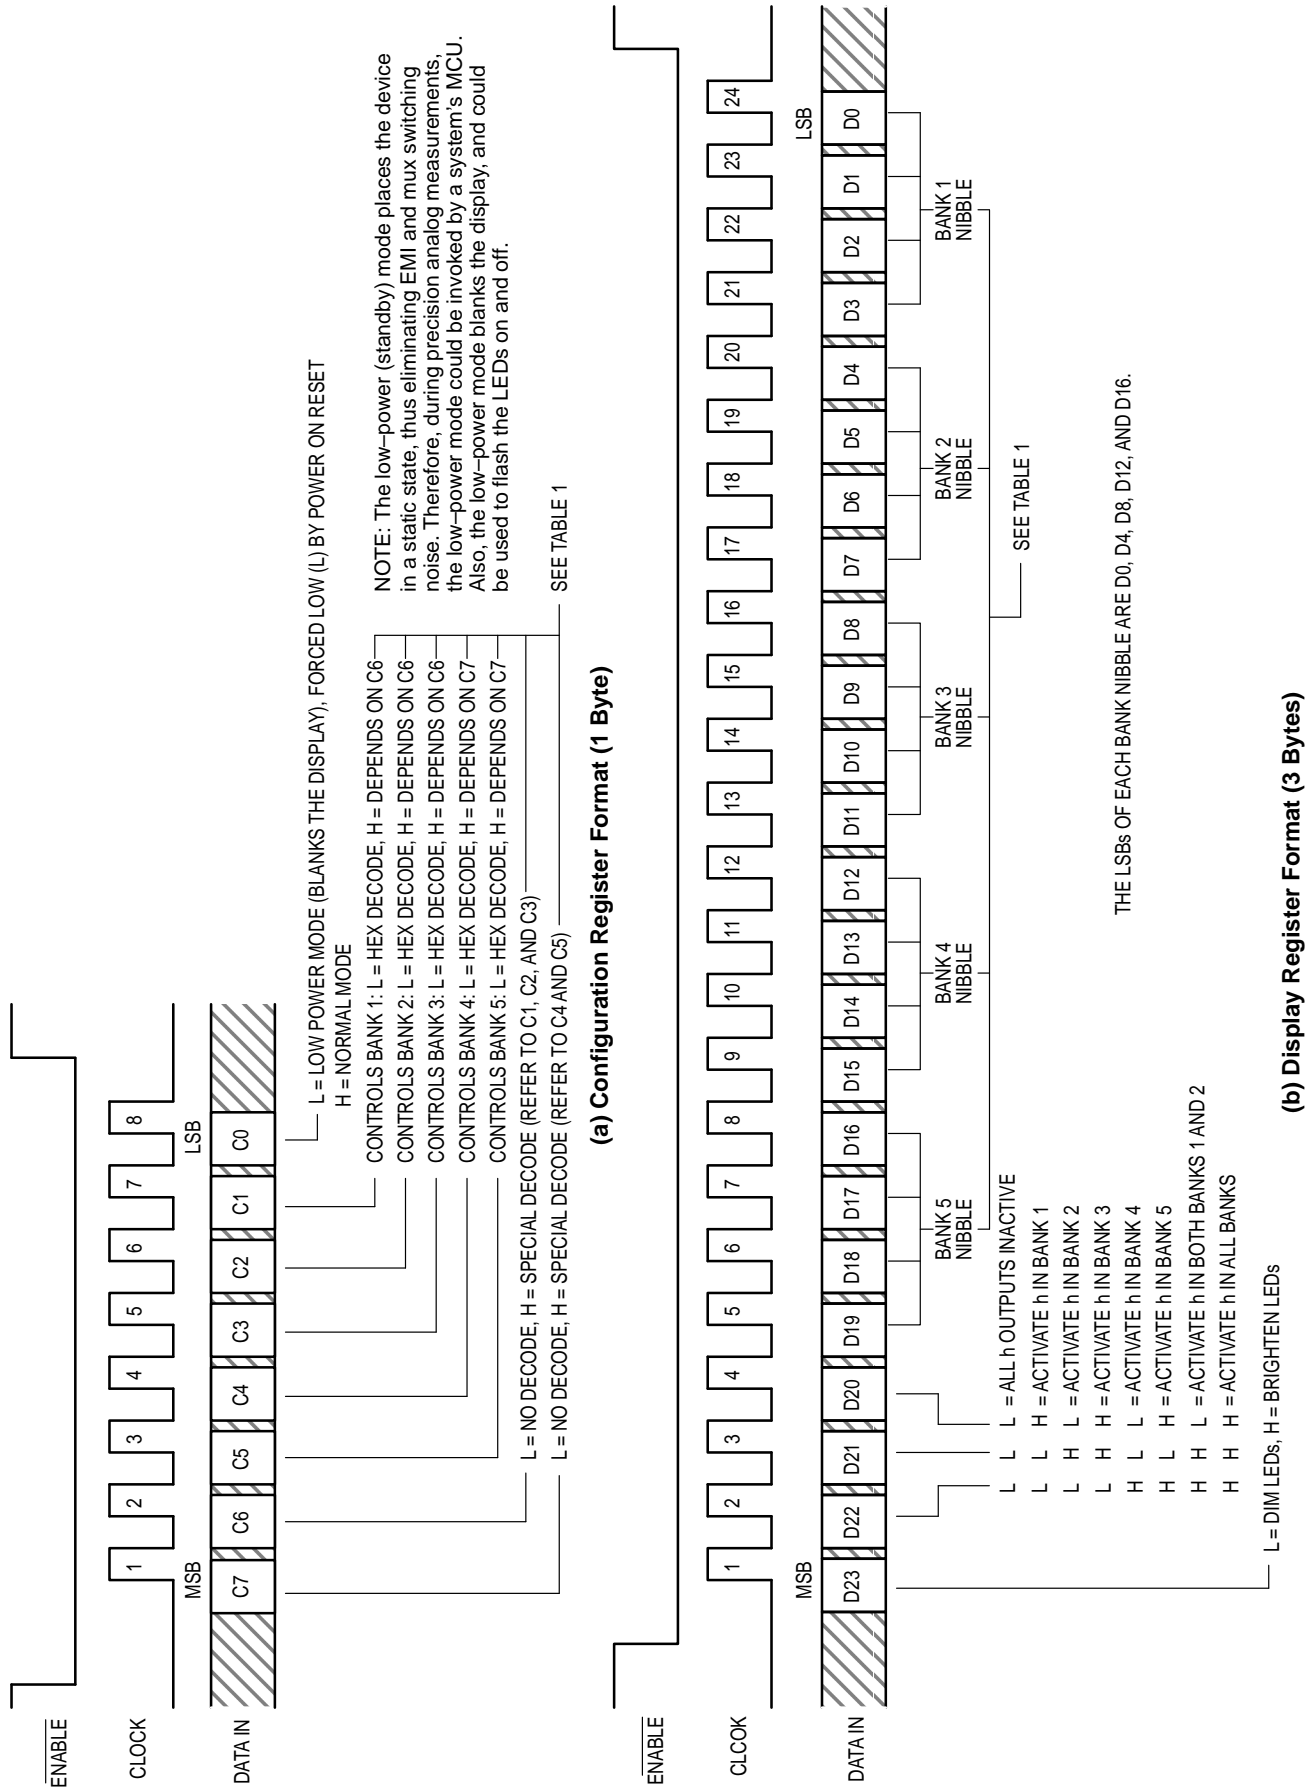 ENABLE
CLOCK
1 2 3 4 5 6 7 8
MSB LSB
DATA IN
C7 C6 C5 C4 C3 C2 C1 C0
L = LOW POWER MODE (BLANKS THE DISPLAY), FORCED LOW (L) BY POWER ON RESET
H = NORMAL MODE
CONTROLS BANK 1: L = HEX DECODE, H = DEPENDS ON C6
CONTROLS BANK 2: L = HEX DECODE, H = DEPENDS ON C6
CONTROLS BANK 3: L = HEX DECODE, H = DEPENDS ON C6
CONTROLS BANK 4: L = HEX DECODE, H = DEPENDS ON C7
CONTROLS BANK 5: L = HEX DECODE, H = DEPENDS ON C7
L = NO DECODE, H = SPECIAL DECODE (REFER TO C1, C2, AND C3)
L = NO DECODE, H = SPECIAL DECODE (REFER TO C4 AND C5)
SEE TABLE 1
NOTE: The low–power (standby) mode places the device
in a static state, thus eliminating EMI and mux switching
noise. Therefore, during precision analog measurements,
the low–power mode could be invoked by a system's MCU.
Also, the low–power mode blanks the display, and could
be used to flash the LEDs on and off.
(a) Configuration Register Format (1 Byte)
ENABLE
CLCOK
1 2 3 4 5 6 7 8 9 10 11 12 13 14 15 16 17 18 19 20 21 22 23 24
MSB LSB
DATA IN
D23 D22 D21 D20 D19 D18 D17 D16 D15 D14 D13 D12 D11 D10 D9 D8 D7 D6 D5 D4 D3 D2 D1 D0
BANK 5
NIBBLE
BANK 4
NIBBLE
BANK 3
NIBBLE
BANK 2
NIBBLE
BANK 1
NIBBLE
SEE TABLE 1
L L L = ALL h OUTPUTS INACTIVE
L L H = ACTIVATE h IN BANK 1
L H L = ACTIVATE h IN BANK 2
L H H = ACTIVATE h IN BANK 3
H L L = ACTIVATE h IN BANK 4
H L H = ACTIVATE h IN BANK 5
H H L = ACTIVATE h IN BOTH BANKS 1 AND 2
H H H = ACTIVATE h IN ALL BANKS
L = DIM LEDs, H = BRIGHTEN LEDs
THE LSBs OF EACH BANK NIBBLE ARE D0, D4, D8, D12, AND D16.
(b) Display Register Format (3 Bytes)